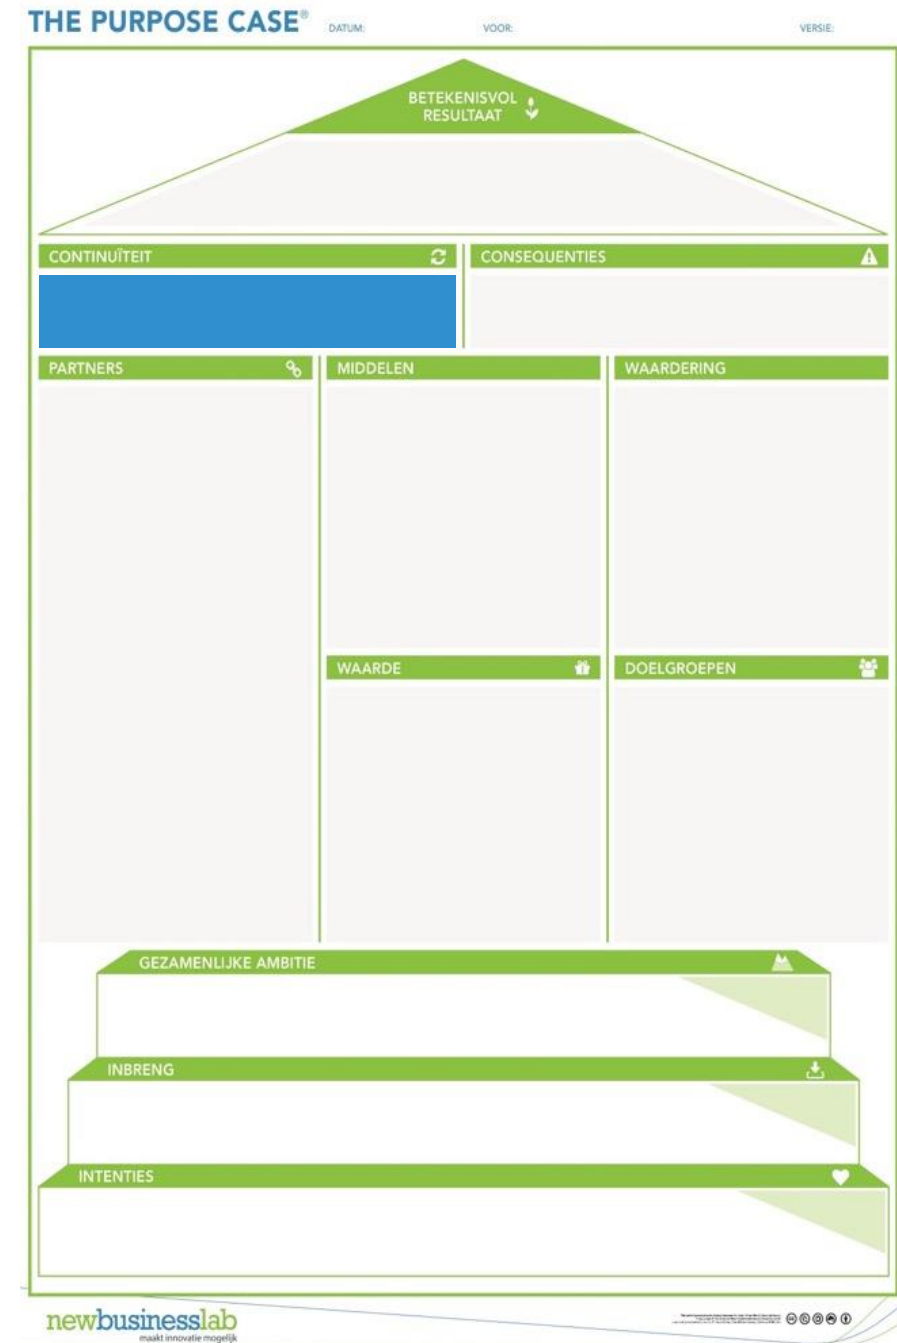 THE PURPOSE CASE®
DATUM:
VOOR:
VERSIE:
BETEKENISVOL
RESULTAAT
CONTINUÏTEIT
CONSEQUENTIES
PARTNERS
MIDDELEN
WAARDERING
WAARDE
DOELGROEPEN
GEZAMENLIJKE AMBITIE
INBRENG
INTENTIES
newbusinesslab
maakt innovatie mogelijk